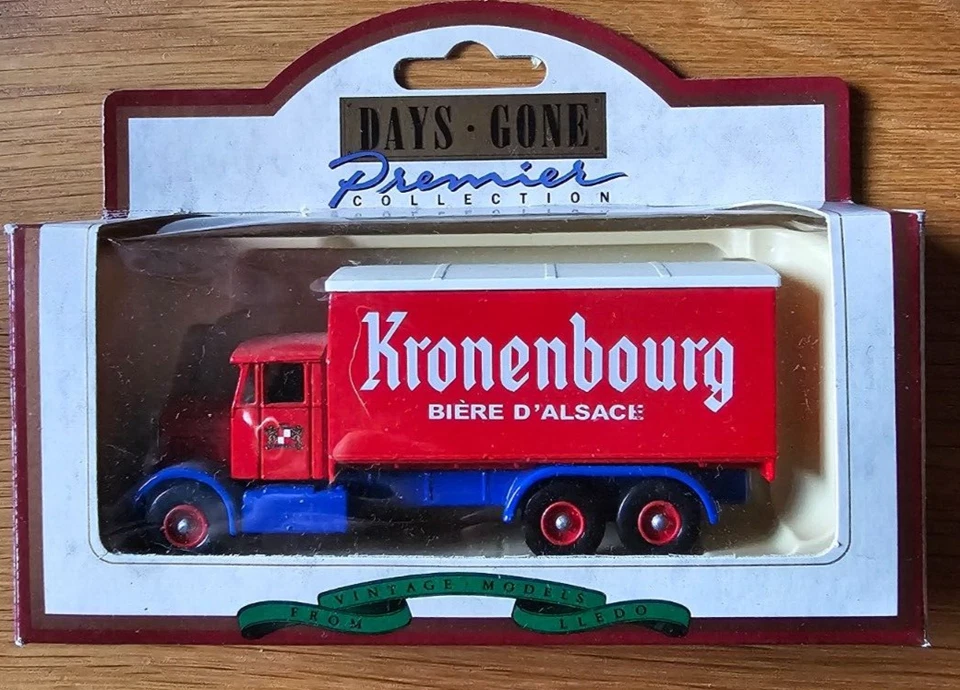 DAYS · GONE
Premier
COLLECTION
Kronenbourg
BIÈRE D'ALSACE
VINTAGE MODELS
FROM LLEDO